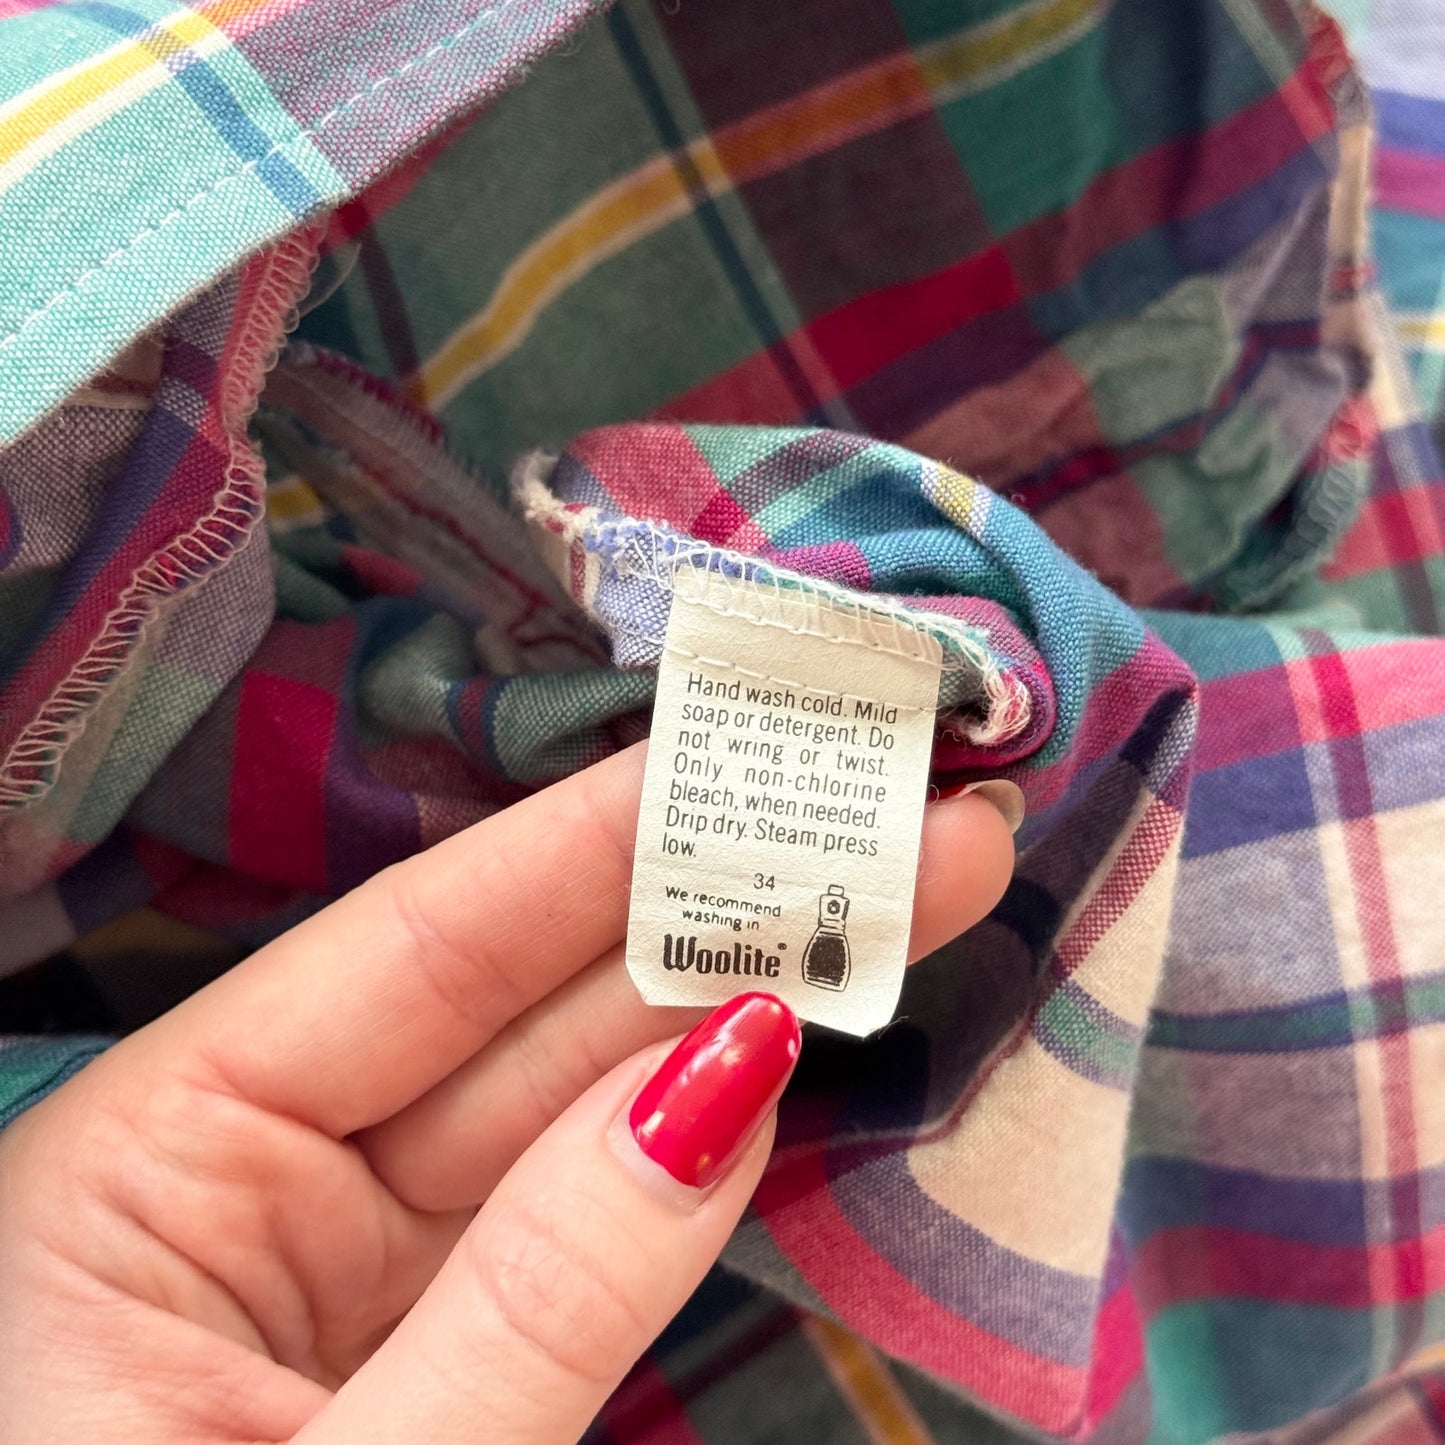 Hand wash cold. Mild
soap or detergent. Do
not wring or twist.
Only non-chlorine
bleach, when needed.
Drip dry. Steam press
low.
34
We recommend
washing in
Woolite®